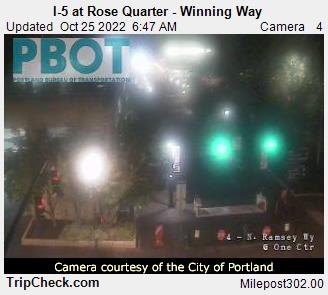 I-5 at Rose Quarter - Winning Way
Updated Oct 25 2022 6:47 AM Camera 4
PBOT
PORTLAND BUREAU OF TRANSPORTATION
4 - N. Ramsey Wy
@ One Ctr
Camera courtesy of the City of Portland
TripCheck.com Milepost302.00